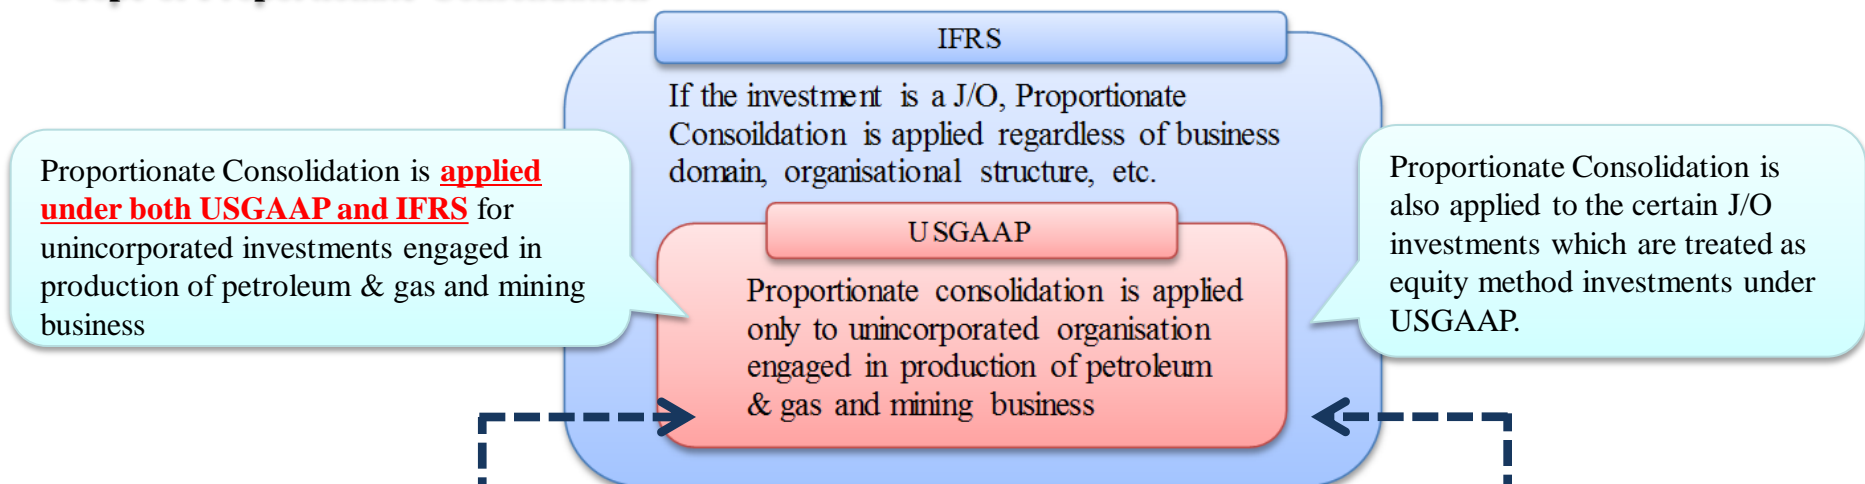 IFRS
If the investment is a J/O, Proportionate
Consoildation is applied regardless of business
domain, organisational structure, etc.
Proportionate Consolidation is applied
under both USGAAP and IFRS for
unincorporated investments engaged in
production of petroleum & gas and mining
business
USGAAP
Proportionate consolidation is applied
only to unincorporated organisation
engaged in production of petroleum
& gas and mining business
Proportionate Consolidation is
also applied to the certain J/O
investments which are treated as
equity method investments under
USGAAP.